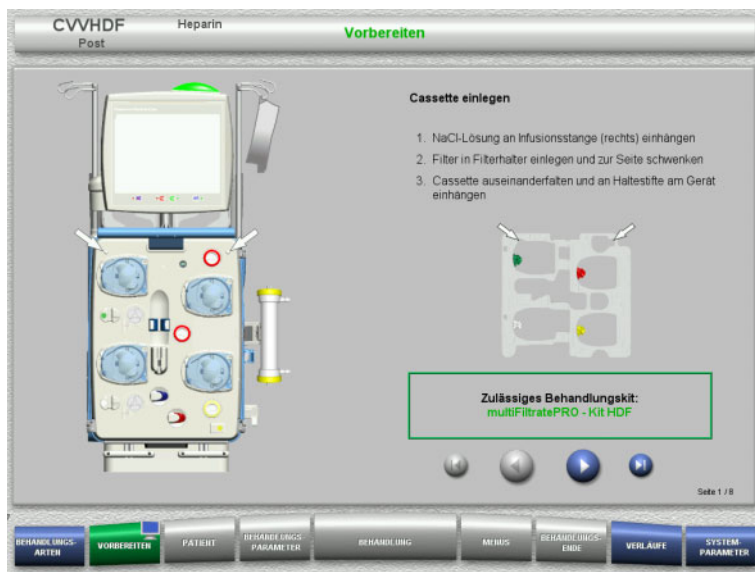 CVVHDF
Post
Heparin
Vorbereiten
Cassette einlegen
1. NaCl-Lösung an Infusionsstange (rechts) einhängen
2. Filter in Filterhalter einlegen und zur Seite schwenken
3. Cassette auseinanderfalten und an Haltestifte am Gerät
einhängen
Zulässiges Behandlungskit:
multiFiltratePRO - Kit HDF
Seite 1 / 8
BEHANDLUNGS-
ARTEN
VORBEREITEN
PATIENT
BEHANDLUNGS
PARAMETER
BEHANDLUNG
MENUS
BEHANDLUNGS-
ENDE
VERLÄUFE
SYSTEM-
PARAMETER